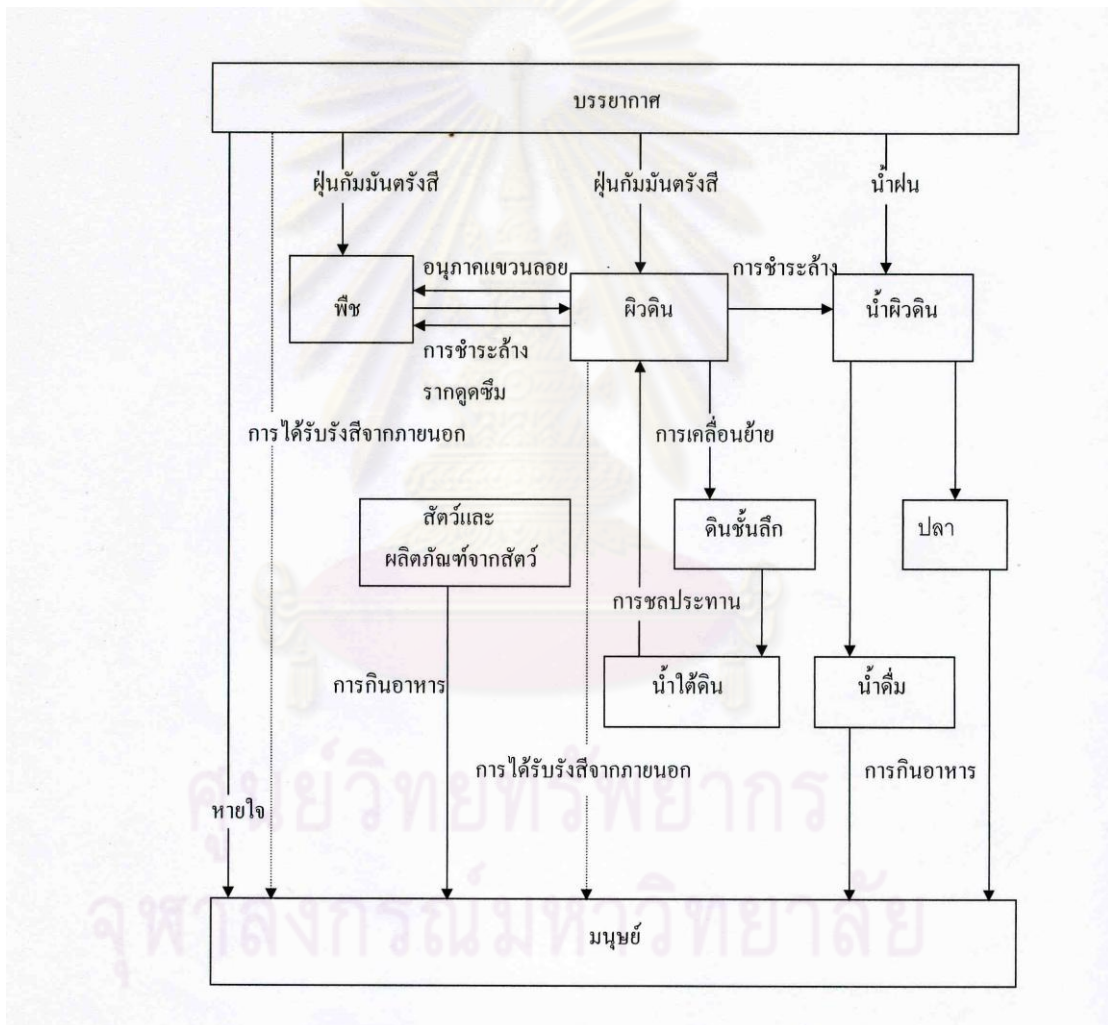 บรรยากาศ
ฝุ่นกัมมันตรังสี
ฝุ่นกัมมันตรังสี
น้ำฝน
อนุภาคแขวนลอย
การชำระล้าง
พืช
ผิวดิน
น้ำผิวดิน
การชำระล้าง
รากดูดซึม
การได้รับรังสีจากภายนอก
การเคลื่อนย้าย
สัตว์และ
ผลิตภัณฑ์จากสัตว์
ดินชั้นลึก
ปลา
การชลประทาน
การกินอาหาร
น้ำใต้ดิน
น้ำดื่ม
การได้รับรังสีจากภายนอก
การกินอาหาร
หายใจ
ศูนย์วิทยทรัพยากร
จุฬาลงกรณ์มหาวิทยาลัย
มนุษย์